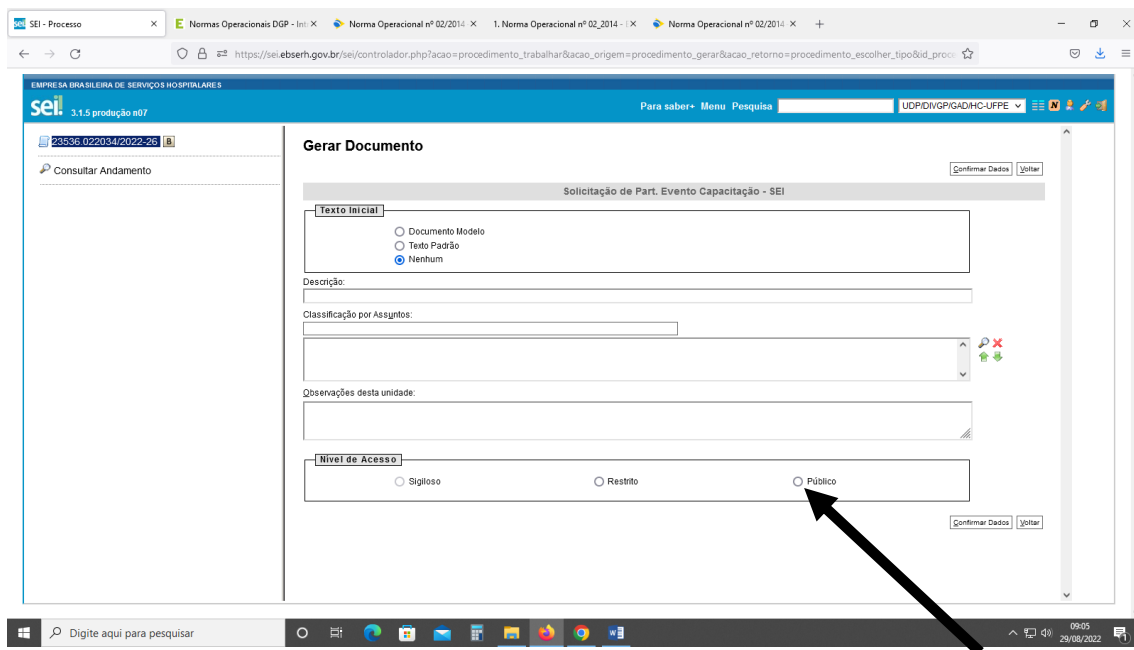 SEI - Processo
Normas Operacionais DGP - Int
Norma Operacional nº 02/2014
1. Norma Operacional nº 02_2014 -
Norma Operacional nº 02/2014
https://sei.ebserh.gov.br/sei/controlador.php?acao=procedimento_trabalhar&acao_origem=procedimento_gerar&acao_retorno=procedimento_escolher_tipo&id_proc
EMPRESA BRASILEIRA DE SERVIÇOS HOSPITALARES
sei! 3.1.5 produção n07
Para saber+ Menu Pesquisa
UDP/DIVGP/GAD/HC-UFPE
N
23536.022034/2022-26 B
Consultar Andamento
Gerar Documento
Confirmar Dados Voltar
Solicitação de Part. Evento Capacitação - SEI
Texto Inicial
Documento Modelo
Texto Padrão
Nenhum
Descrição:
Classificação por Assuntos:
Observações desta unidade:
Nível de Acesso
Sigiloso Restrito Público
Confirmar Dados Voltar
Digite aqui para pesquisar
09:05
29/08/2022
1